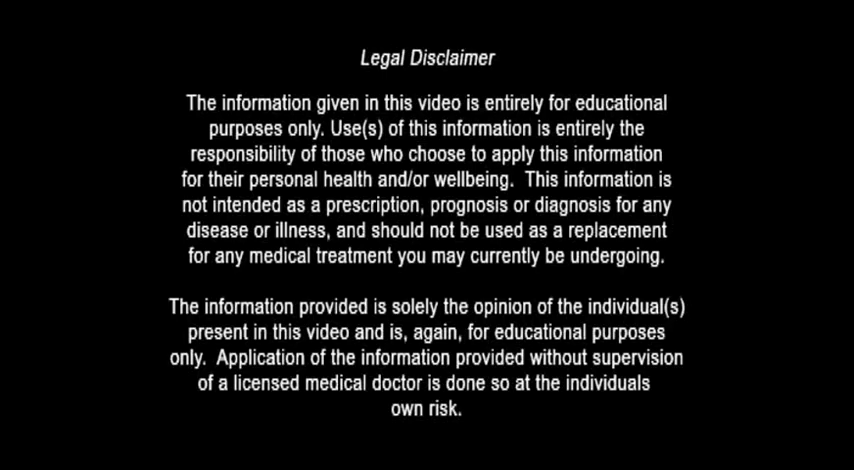 Legal Disclaimer
The information given in this video is entirely for educational
purposes only. Use(s) of this information is entirely the
responsibility of those who choose to apply this information
for their personal health and/or wellbeing.  This information is
not intended as a prescription, prognosis or diagnosis for any
disease or illness, and should not be used as a replacement
for any medical treatment you may currently be undergoing.
The information provided is solely the opinion of the individual(s)
present in this video and is, again, for educational purposes
only.  Application of the information provided without supervision
of a licensed medical doctor is done so at the individuals
own risk.